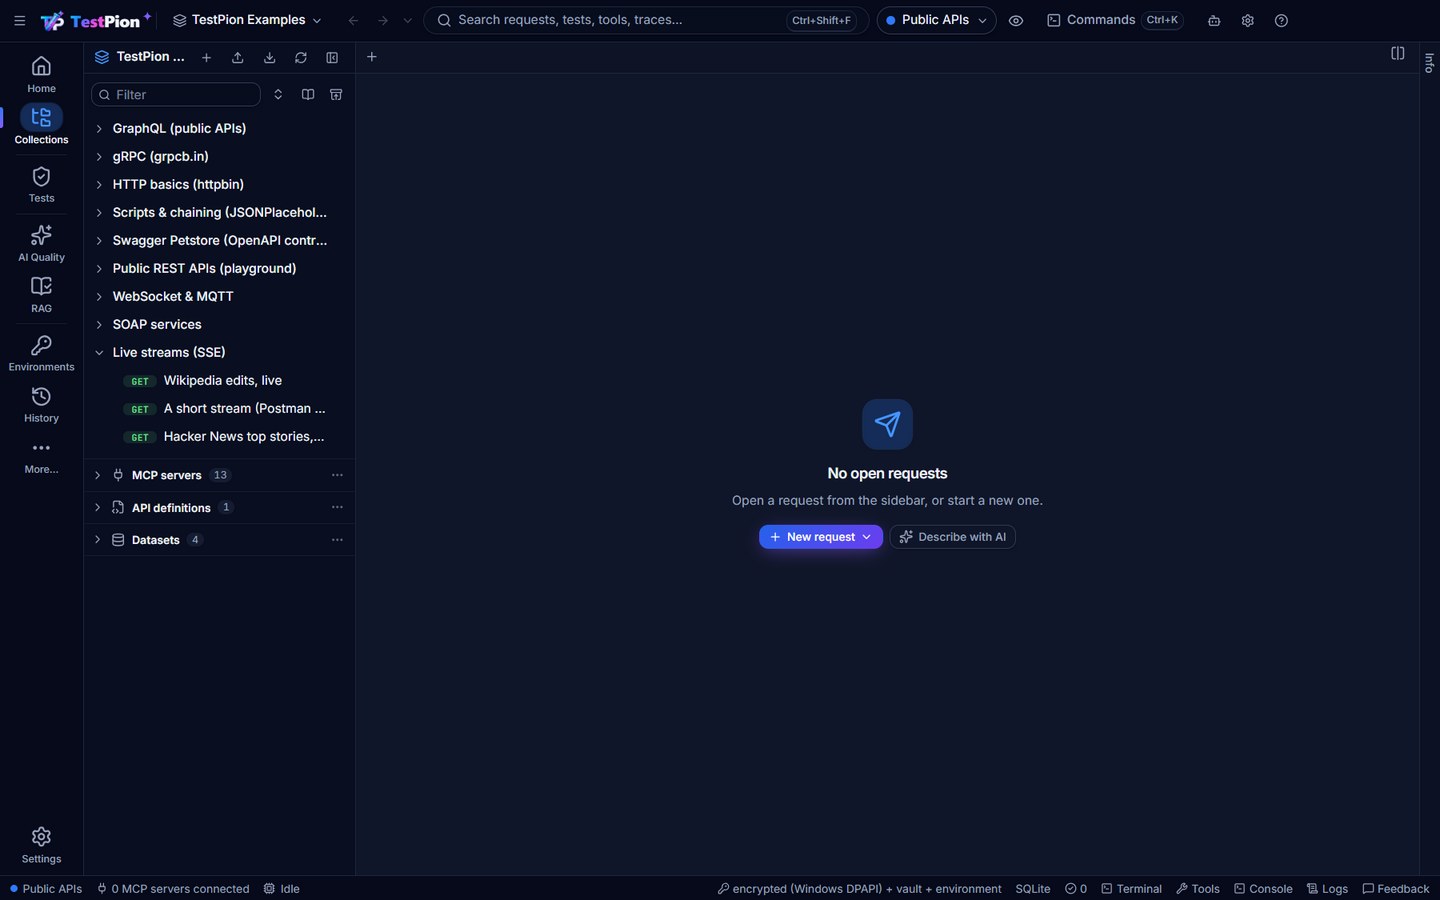 TestPion
TestPion Examples
Search requests, tests, tools, traces...
Ctrl+Shift+F
Public APIs
Commands
Ctrl+K
Home
Collections
Tests
AI Quality
RAG
Environments
History
More...
Settings
TestPion ...
Filter
GraphQL (public APIs)
gRPC (grpcb.in)
HTTP basics (httpbin)
Scripts & chaining (JSONPlacehol...
Swagger Petstore (OpenAPI contr...
Public REST APIs (playground)
WebSocket & MQTT
SOAP services
Live streams (SSE)
GET Wikipedia edits, live
GET A short stream (Postman ...
GET Hacker News top stories,...
MCP servers 13
API definitions 1
Datasets 4
No open requests
Open a request from the sidebar, or start a new one.
New request
Describe with AI
Info
Public APIs
0 MCP servers connected
Idle
encrypted (Windows DPAPI) + vault + environment
SQLite
0
Terminal
Tools
Console
Logs
Feedback